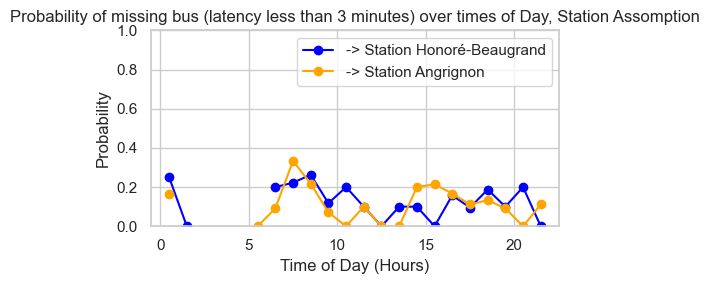 Probability of missing bus (latency less than 3 minutes) over times of Day, Station Assomption
1.0
0.8
0.6
0.4
0.2
0.0
Probability
-> Station Honoré-Beaugrand
-> Station Angrignon
0 5 10 15 20
Time of Day (Hours)